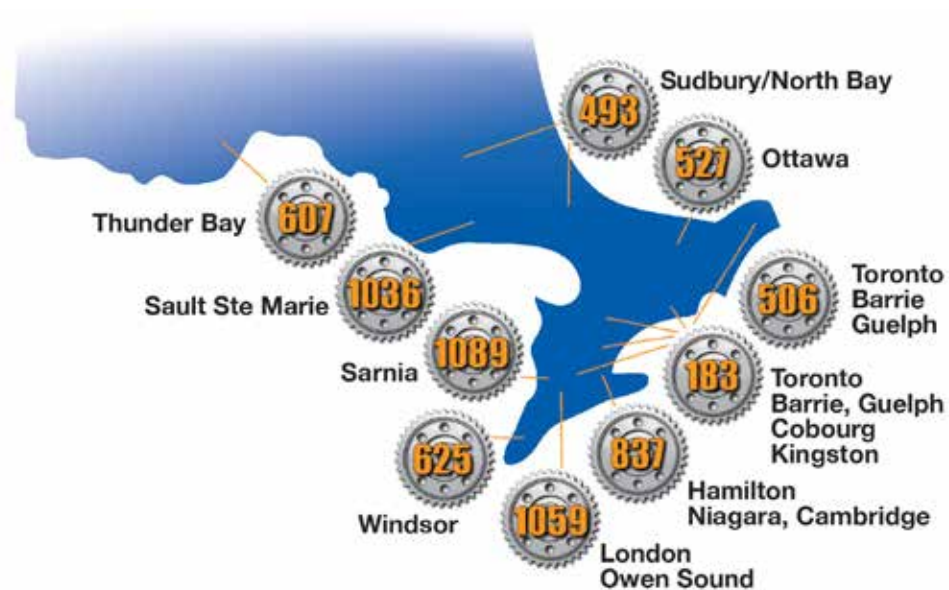 493
Sudbury/North Bay
527
Ottawa
607
Thunder Bay
1036
Sault Ste Marie
506
Toronto
Barrie
Guelph
1089
Sarnia
183
Toronto
Barrie, Guelph
Cobourg
Kingston
625
Windsor
837
Hamilton
Niagara, Cambridge
1059
London
Owen Sound